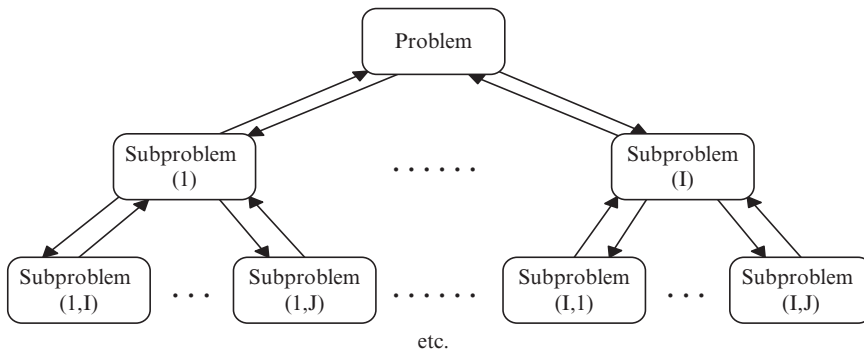 Problem
Subproblem
(1)
......
Subproblem
(I)
Subproblem
(1,I)
...
Subproblem
(1,J)
......
Subproblem
(I,1)
...
Subproblem
(I,J)
etc.